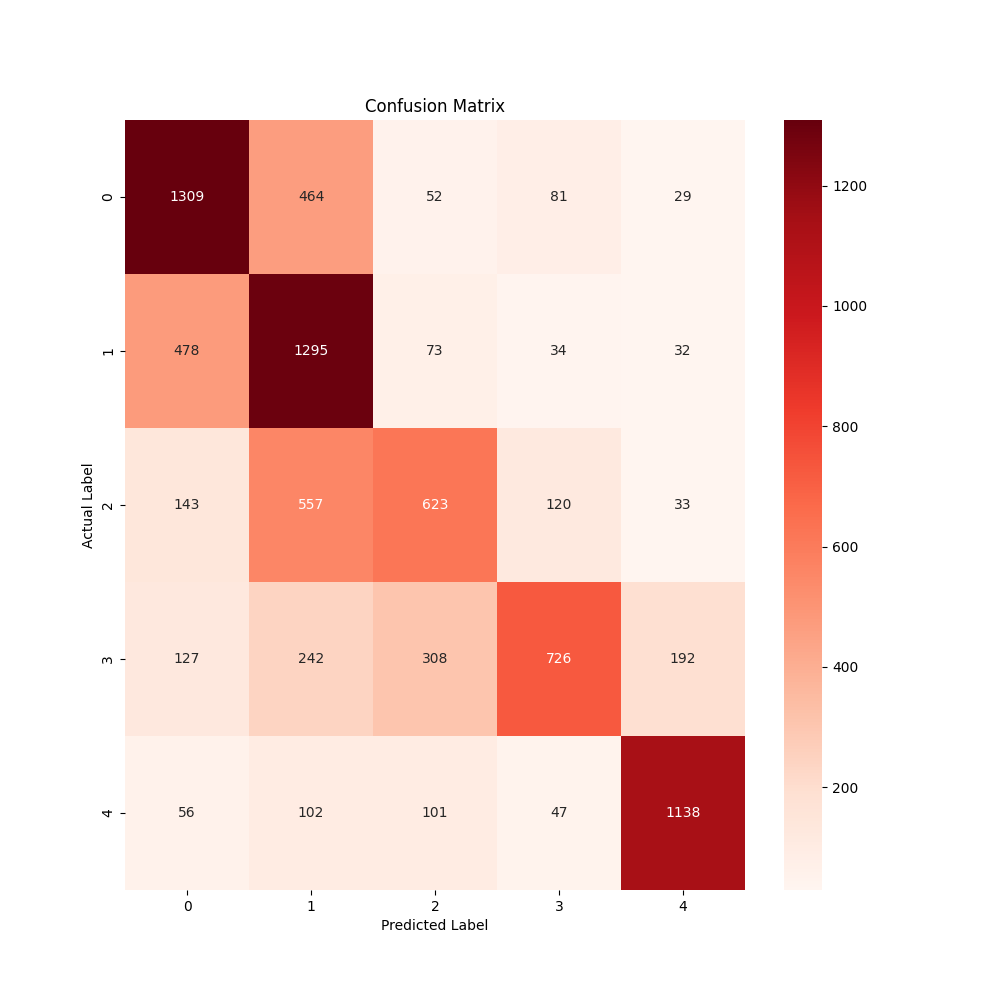 Confusion Matrix
0 1309 464 52 81 29
1 478 1295 73 34 32
2 143 557 623 120 33
3 127 242 308 726 192
4 56 102 101 47 1138
0 1 2 3 4
Predicted Label
Actual Label
1200
1000
800
600
400
200